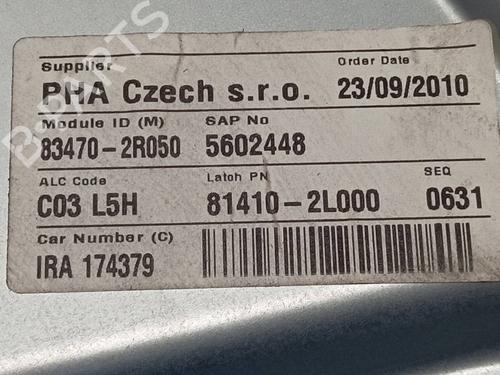 Supplier Order Date
PHA Czech s.r.o. 23/09/2010
Module ID (M) SAP No
83470-2R050 5602448
ALC Code Latch PN SEQ
C03 L5H 81410-2L000 0631
Car Number (C)
IRA 174379
B-PARTS